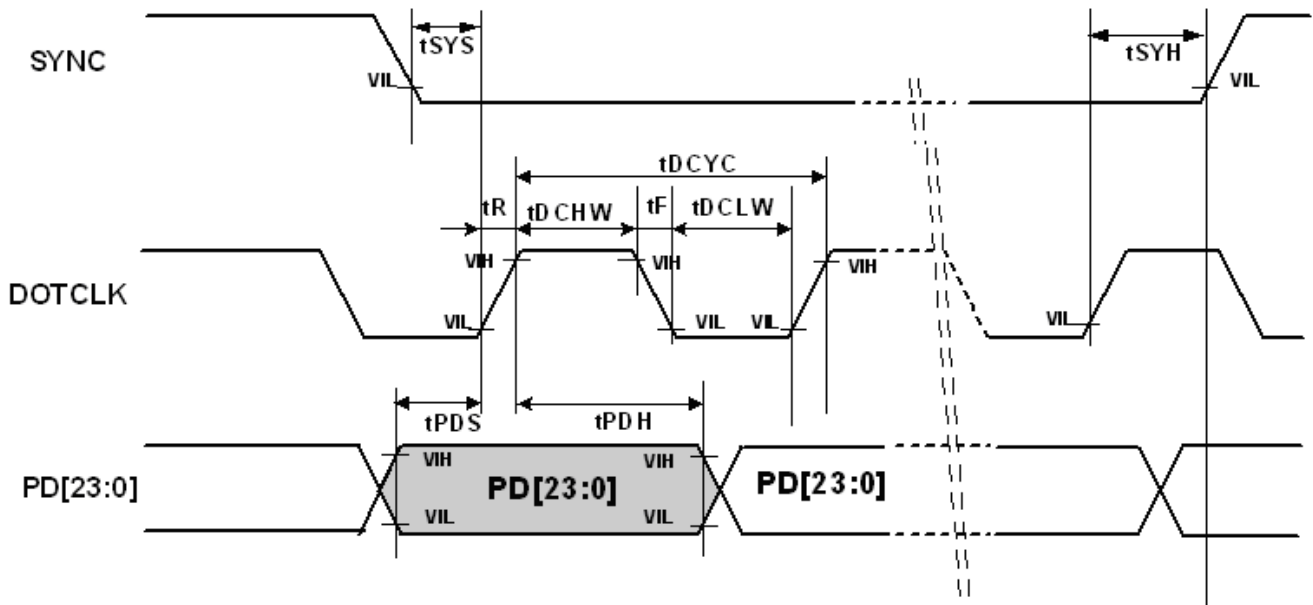 tSYS
tSYH
SYNC
VIL
VIL
tDCYC
tR tDCHW tF tDCLW
VIH VIH VIH
DOTCLK
VIL VIL VIL VIL
tPDS tPDH
VIH VIH
PD[23:0] PD[23:0] PD[23:0]
VIL VIL